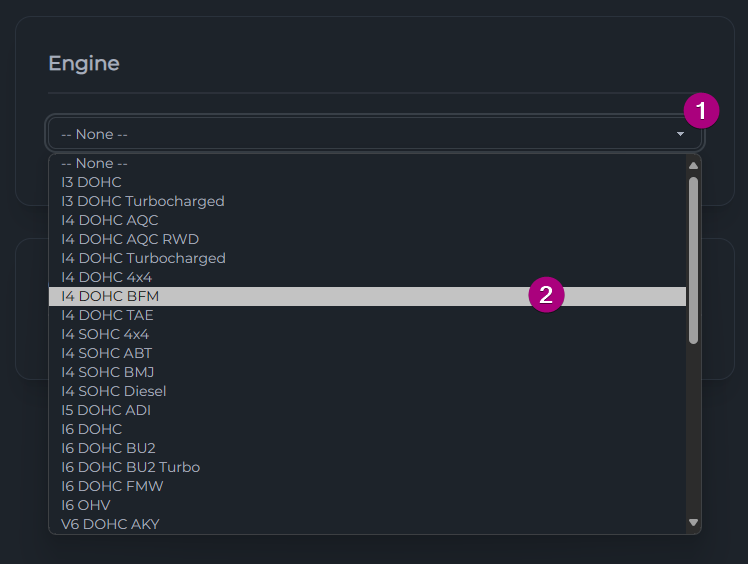 Engine
1
-- None --
-- None --
I3 DOHC
I3 DOHC Turbocharged
I4 DOHC AQC
I4 DOHC AQC RWD
I4 DOHC Turbocharged
I4 DOHC 4x4
I4 DOHC BFM
2
I4 DOHC TAE
I4 SOHC 4x4
I4 SOHC ABT
I4 SOHC BMJ
I4 SOHC Diesel
I5 DOHC ADI
I6 DOHC
I6 DOHC BU2
I6 DOHC BU2 Turbo
I6 DOHC FMW
I6 OHV
V6 DOHC AKY